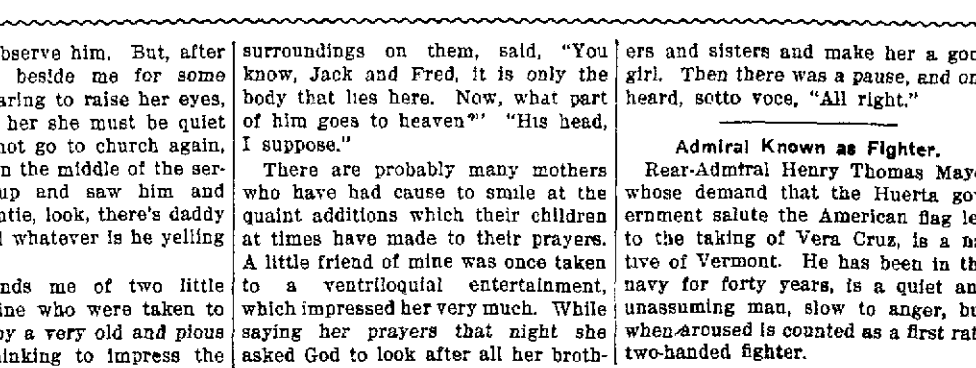 bserve him. But, after
beside me for some
aring to raise her eyes,
her she must be quiet
not go to church again,
n the middle of the ser-
up and saw him and
ntie, look, there's daddy
whatever is he yelling
nds me of two little
ine who were taken to
by a very old and pious
inking to impress the
surroundings on them, said, "You
know, Jack and Fred, it is only the
body that lies here. Now, what part
of him goes to heaven?" "His head,
I suppose."
There are probably many mothers
who have had cause to smile at the
quaint additions which their children
at times have made to their prayers.
A little friend of mine was once taken
to a ventriloquial entertainment,
which impressed her very much. While
saying her prayers that night she
asked God to look after all her broth-
ers and sisters and make her a goo
girl. Then there was a pause, and on
heard, sotto voce, "All right."
Admiral Known as Fighter.
Rear-Admiral Henry Thomas Mayo
whose demand that the Huerta gov
ernment salute the American flag le
to the taking of Vera Cruz, is a na
tive of Vermont. He has been in th
navy for forty years, is a quiet an
unassuming man, slow to anger, bu
when aroused is counted as a first rat
two-handed fighter.